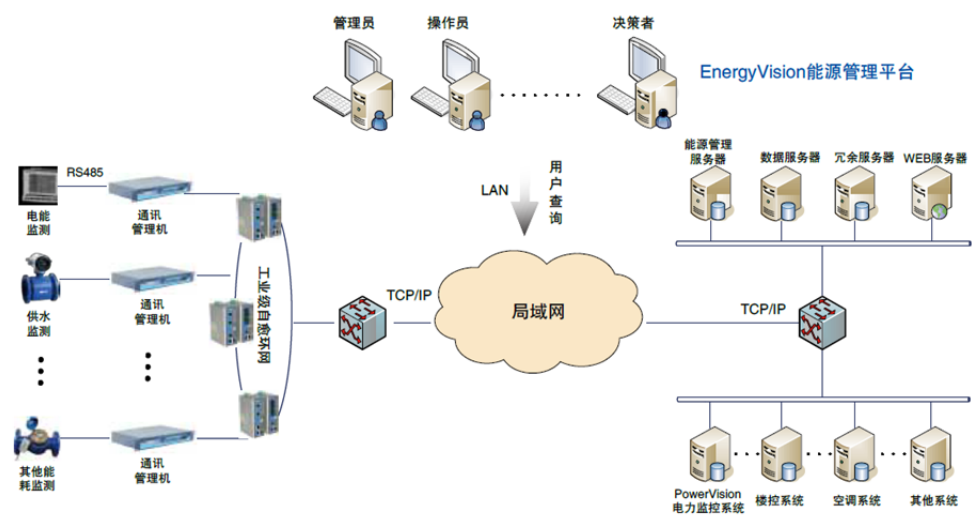 管理员
操作员
决策者
EnergyVision能源管理平台
能源管理
服务器
数据服务器
冗余服务器
WEB服务器
RS485
电能
监测
通讯
管理机
LAN
用户查询
供水
监测
通讯
管理机
工业级自愈环网
TCP/IP
局域网
TCP/IP
其他能
耗监测
通讯
管理机
PowerVision
电力监控系统
楼控系统
空调系统
其他系统